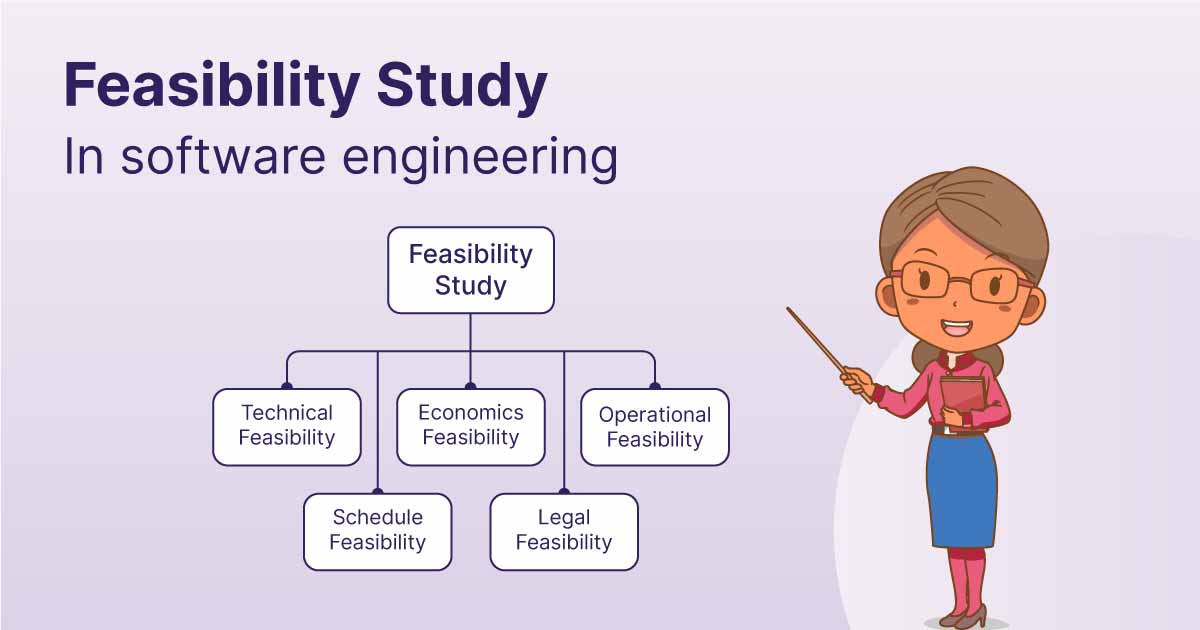 Feasibility Study
In software engineering
Feasibility
Study
Technical
Feasibility
Economics
Feasibility
Operational
Feasibility
Schedule
Feasibility
Legal
Feasibility